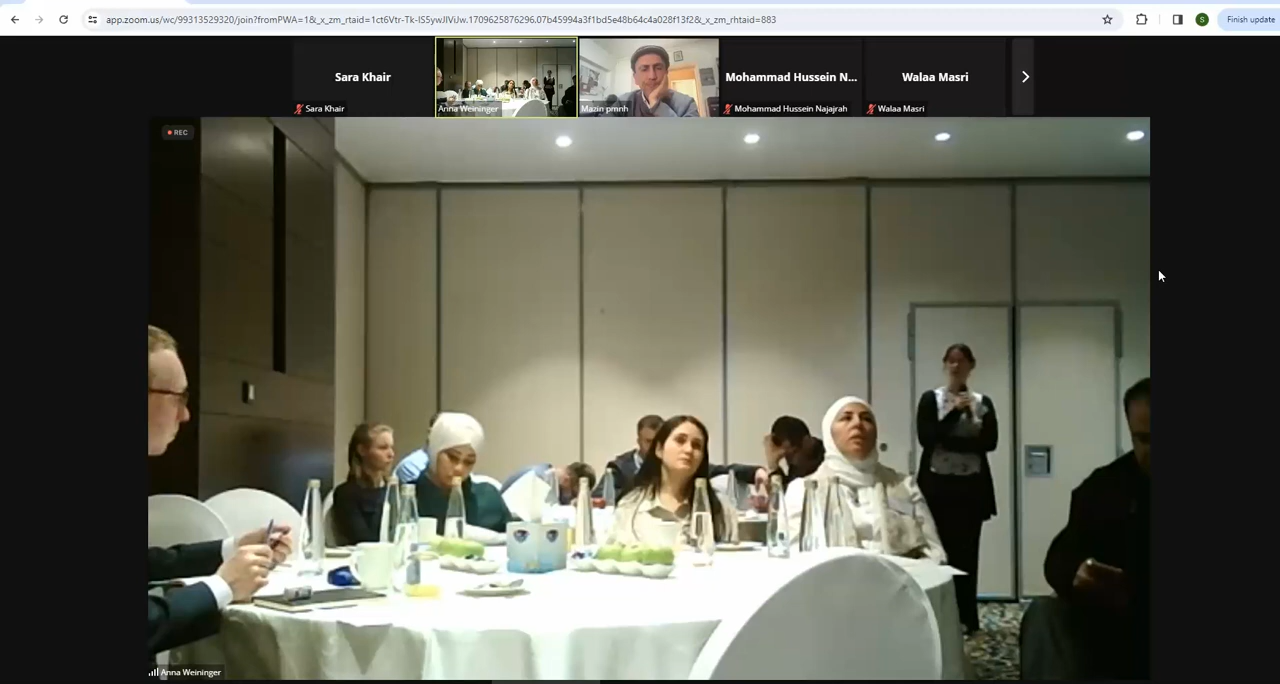 app.zoom.us/wc/99313529320/join?fromPWA=1&_x_zm_rtaid=1ct6Vtr-Tk-IS5ywJlViJw.1709625876296.07b45994a3f1bd5e48b64c4a028f13f2&_x_zm_rhtaid=883
S
Finish update
Sara Khair
Mohammad Hussein N...
Walaa Masri
Sara Khair
Anna Weininger
Mazin pmnh
Mohammad Hussein Najajrah
Walaa Masri
REC
Anna Weininger